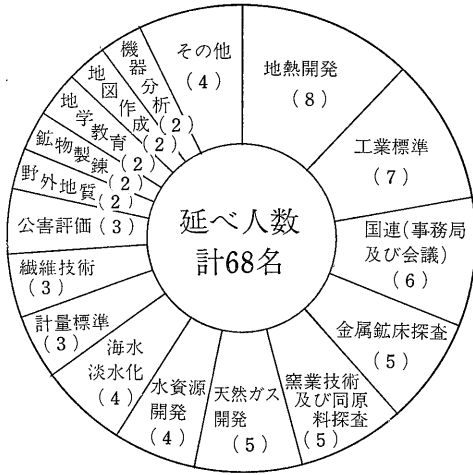 地熱開発
(8)
工業標準
(7)
国連(事務局
及び会議)
(6)
金属鉱床探査
(5)
窯業技術
及び同原
料探査
(5)
天然ガス
開発
(5)
水資源
開発
(4)
海水
淡水化
(4)
計量標準
(3)
繊維技術
(3)
公害評価(3)
野外地質(2)
鉱物製錬(2)
地学教育(2)
地図作成(2)
機器分析(2)
その他
(4)
延べ人数
計68名